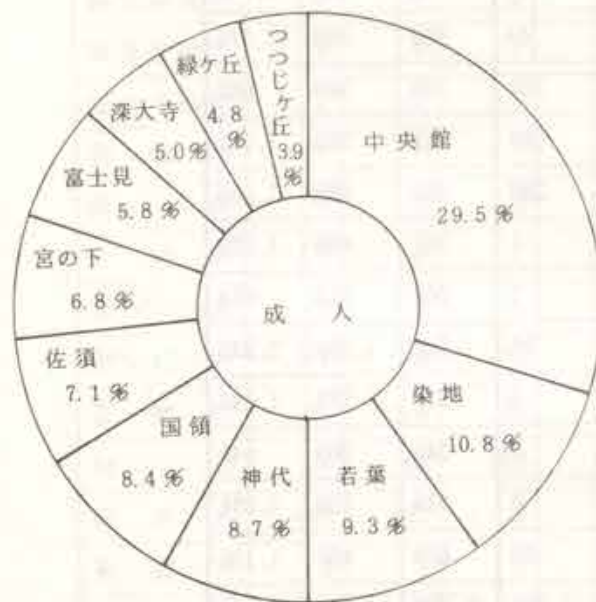 中央館
29.5%
染地
10.8%
若葉
9.3%
神代
8.7%
国領
8.4%
佐須
7.1%
宮の下
6.8%
富士見
5.8%
深大寺
5.0%
緑ケ丘
4.8
%
つつじケ丘
3.9
%
成人